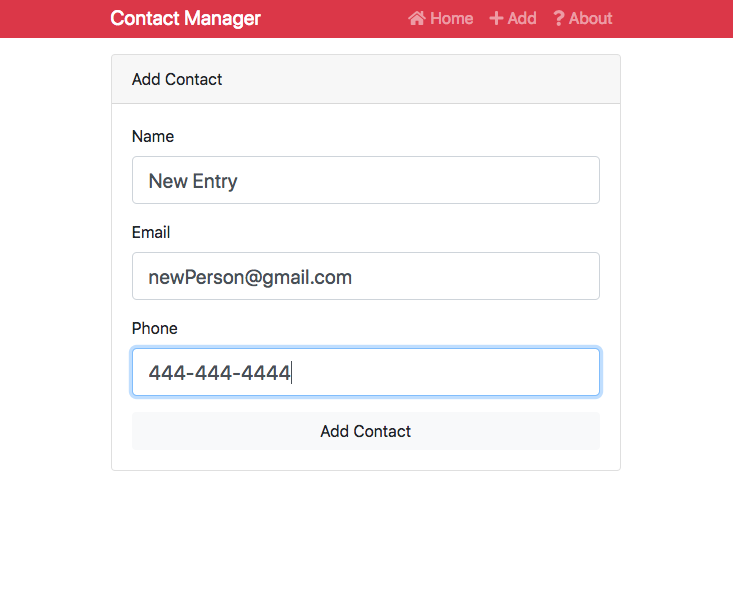 Contact Manager Home Add About
Add Contact
Name
New Entry
Email
newPerson@gmail.com
Phone
444-444-4444
Add Contact